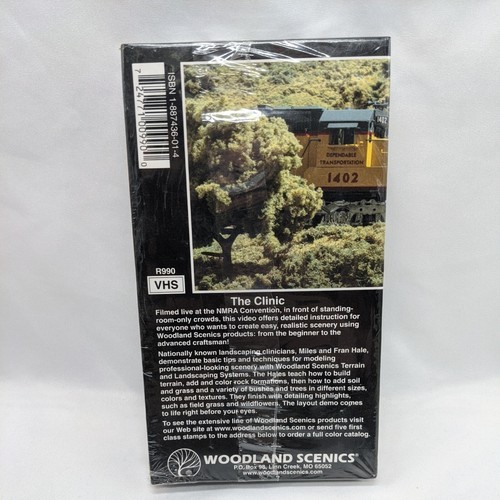 ISBN 1-887436-01-4
7 24771 00990 0
1402
DEPENDABLE
TRANSPORTATION
1402
R990
VHS
The Clinic
Filmed live at the NMRA Convention, in front of standing-
room-only crowds, this video offers detailed instruction for
everyone who wants to create easy, realistic scenery using
Woodland Scenics products: from the beginner to the
advanced craftsman!
Nationally known landscaping clinicians, Miles and Fran Hale,
demonstrate basic tips and techniques for modeling
professional-looking scenery with Woodland Scenics Terrain
and Landscaping Systems. The Hales teach how to build
terrain, add and color rock formations, then how to add soil
and grass and a variety of bushes and trees in different sizes,
colors and textures. They finish with detailing highlights,
such as field grass and wildflowers. The layout demo comes
to life right before your eyes.
To see the extensive line of Woodland Scenics products visit
our Web site at www.woodlandscenics.com or send five first
class stamps to the address below to order a full color catalog.
WOODLAND SCENICS®
P.O. Box 98, Linn Creek, MO 65052
www.woodlandscenics.com